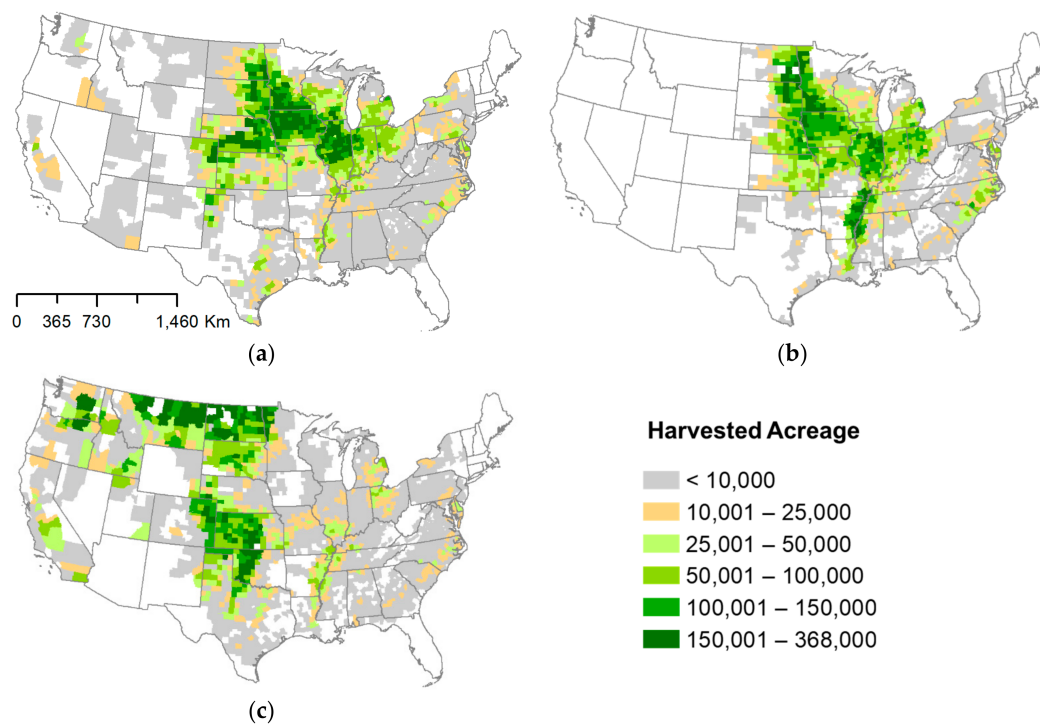 0 365 730 1,460 Km
(a)
(b)
Harvested Acreage
< 10,000
10,001 – 25,000
25,001 – 50,000
50,001 – 100,000
100,001 – 150,000
150,001 – 368,000
(c)